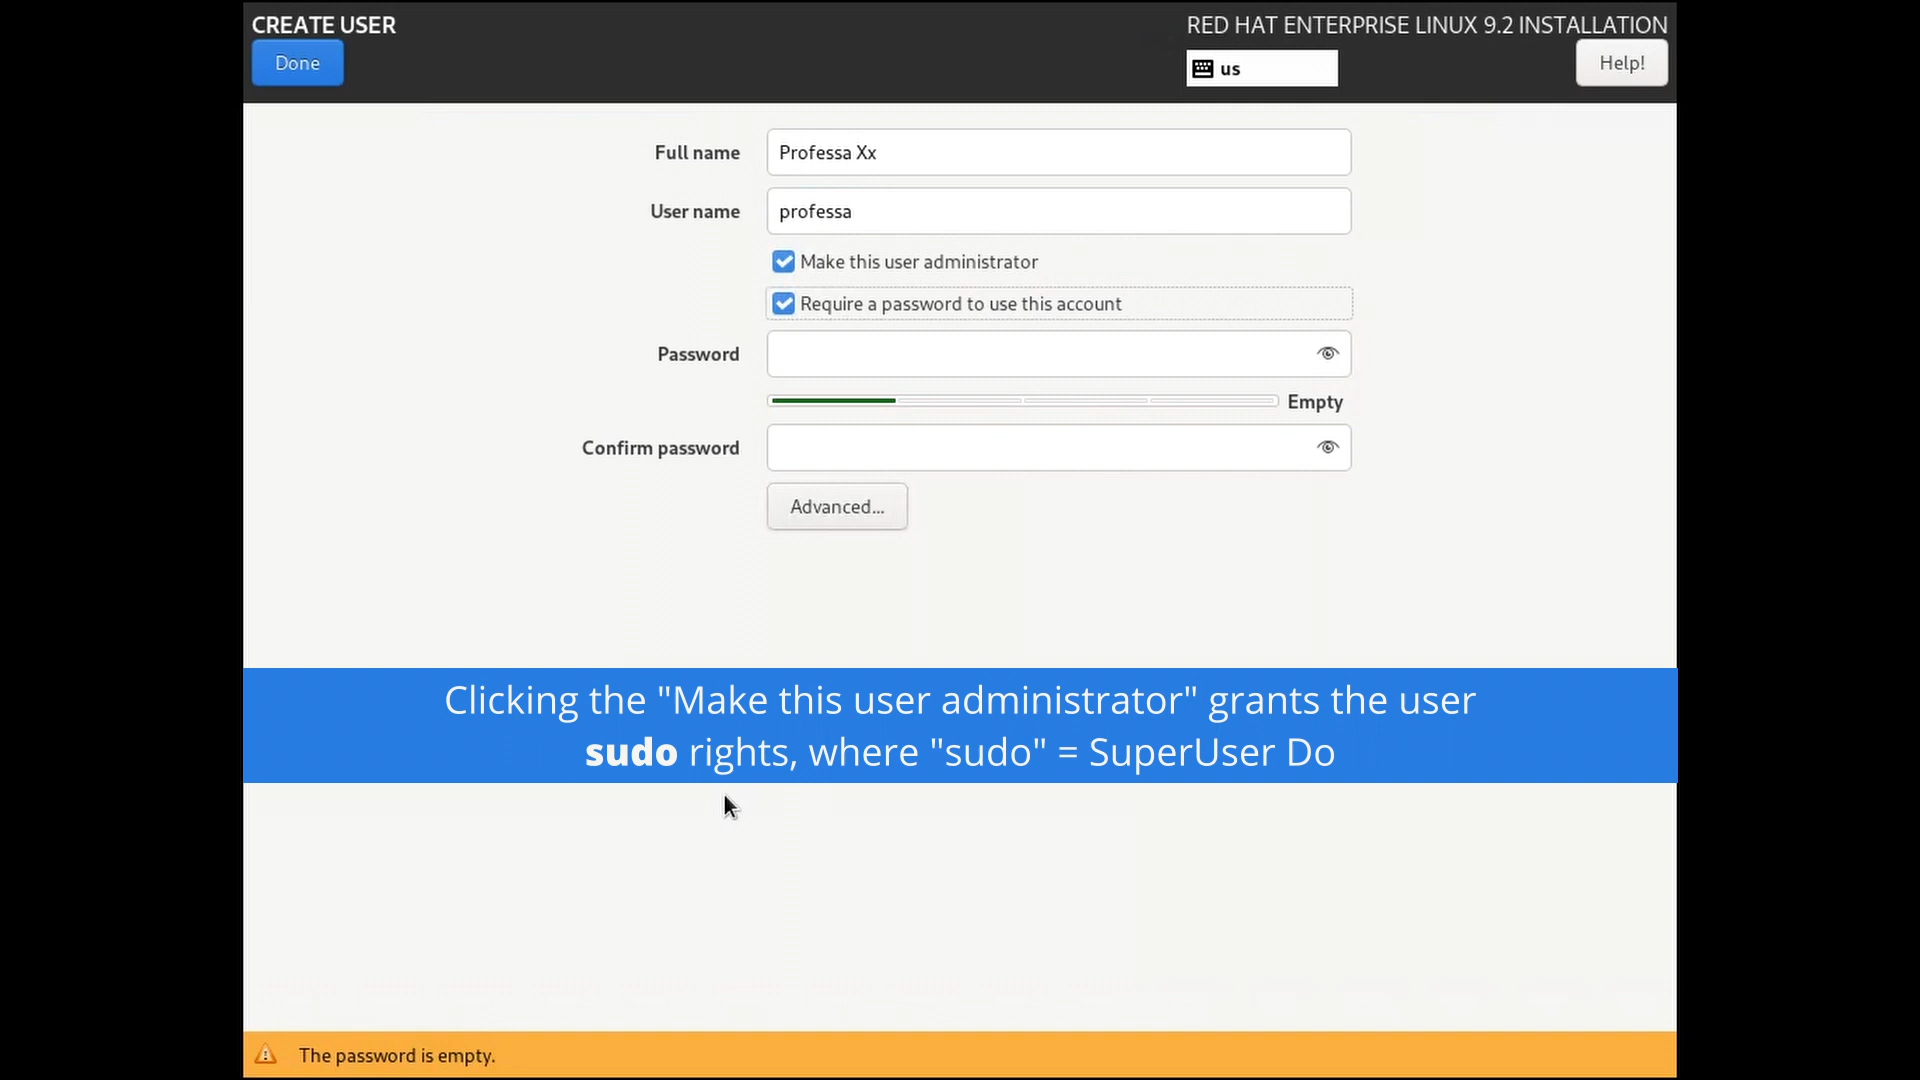 CREATE USER
RED HAT ENTERPRISE LINUX 9.2 INSTALLATION
Done
us
Help!
Full name
Professa Xx
User name
professa
Make this user administrator
Require a password to use this account
Password
Empty
Confirm password
Advanced...
Clicking the "Make this user administrator" grants the user
sudo rights, where "sudo" = SuperUser Do
The password is empty.